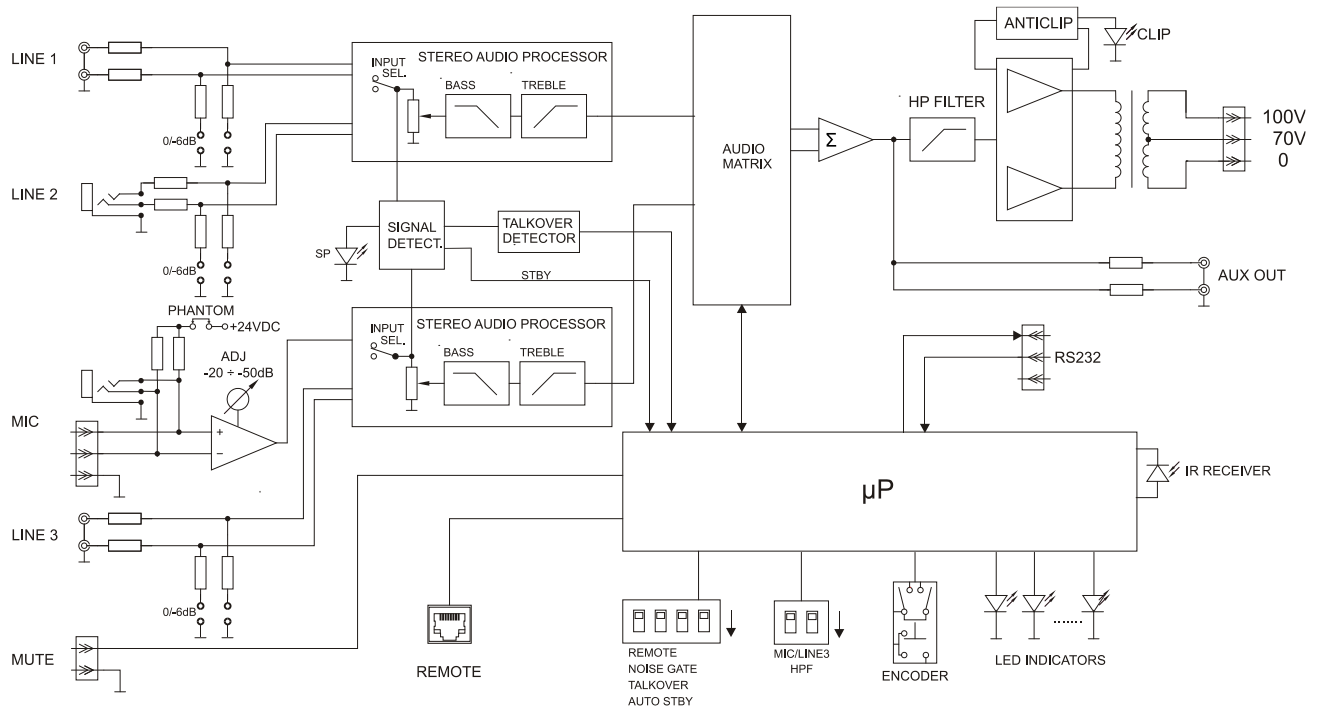 LINE 1
0/-6dB
LINE 2
0/-6dB
PHANTOM
+24VDC
ADJ
-20 ÷ -50dB
MIC
LINE 3
0/-6dB
MUTE
STEREO AUDIO PROCESSOR
INPUT
SEL.
BASS
TREBLE
SIGNAL
DETECT.
SP
TALKOVER
DETECTOR
STBY
STEREO AUDIO PROCESSOR
INPUT
SEL.
BASS
TREBLE
AUDIO
MATRIX
Σ
HP FILTER
ANTICLIP
CLIP
100V
70V
0
AUX OUT
RS232
µP
IR RECEIVER
REMOTE
REMOTE
NOISE GATE
TALKOVER
AUTO STBY
MIC/LINE3
HPF
ENCODER
LED INDICATORS